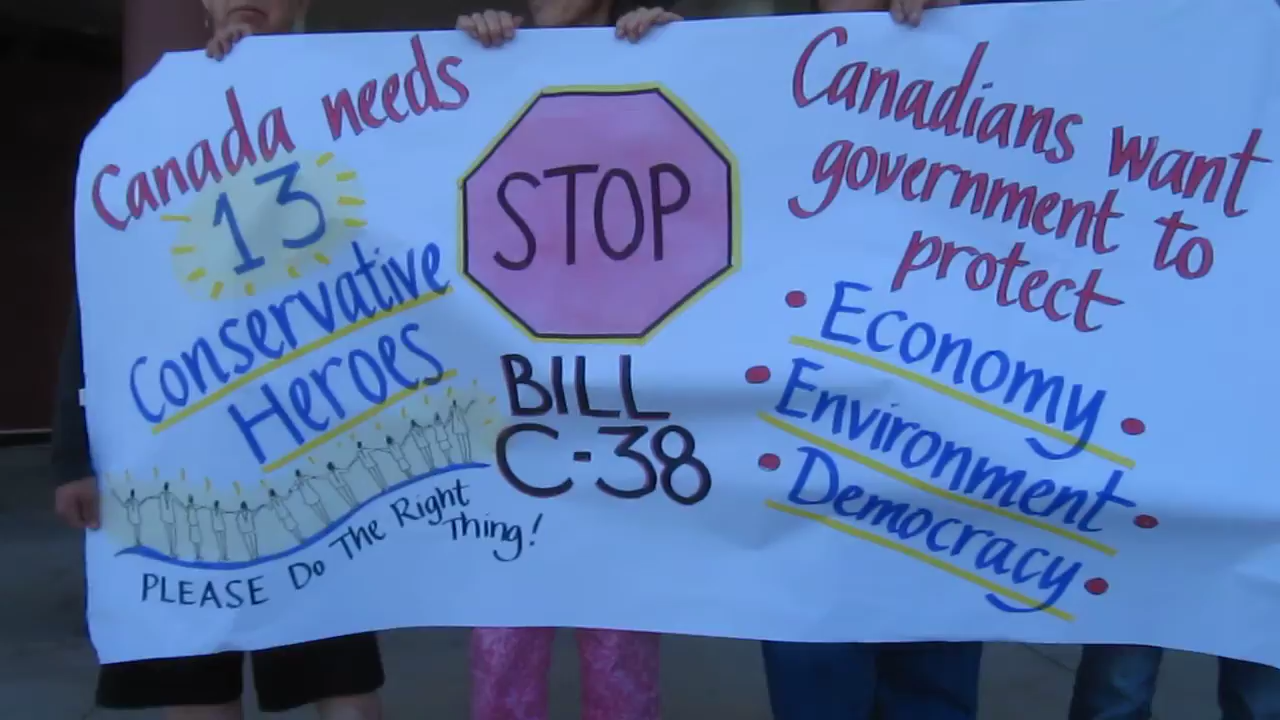 Canada needs
13
Conservative
Heroes
PLEASE Do The Right
Thing!
STOP
BILL
C-38
Canadians want
government to
protect
• Economy •
• Environment •
• Democracy •